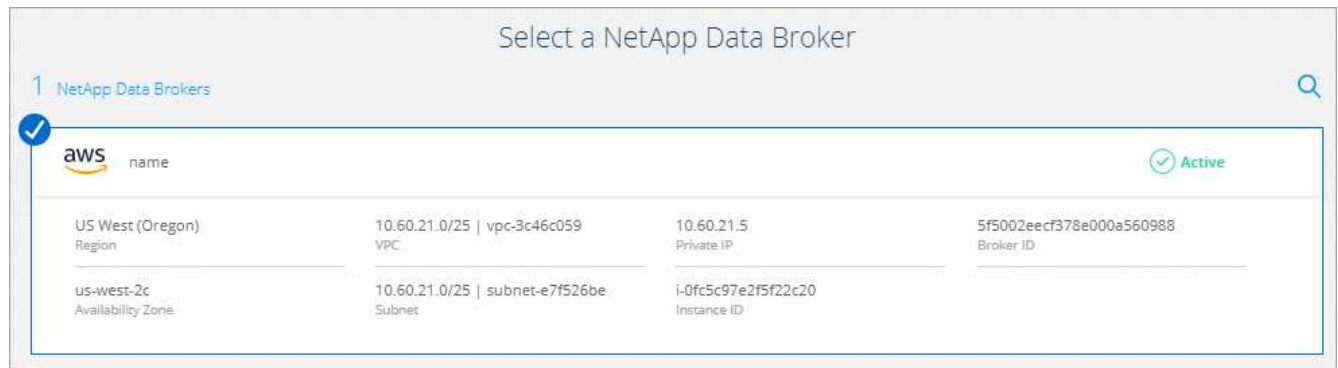 Select a NetApp Data Broker
1 NetApp Data Brokers
aws name Active
US West (Oregon) 10.60.21.0/25 | vpc-3c46c059 10.60.21.5 5f5002eecf378e000a560988
Region VPC Private IP Broker ID
us-west-2c 10.60.21.0/25 | subnet-e7f526be i-0fc5c97e2f5f22c20
Availability Zone Subnet Instance ID